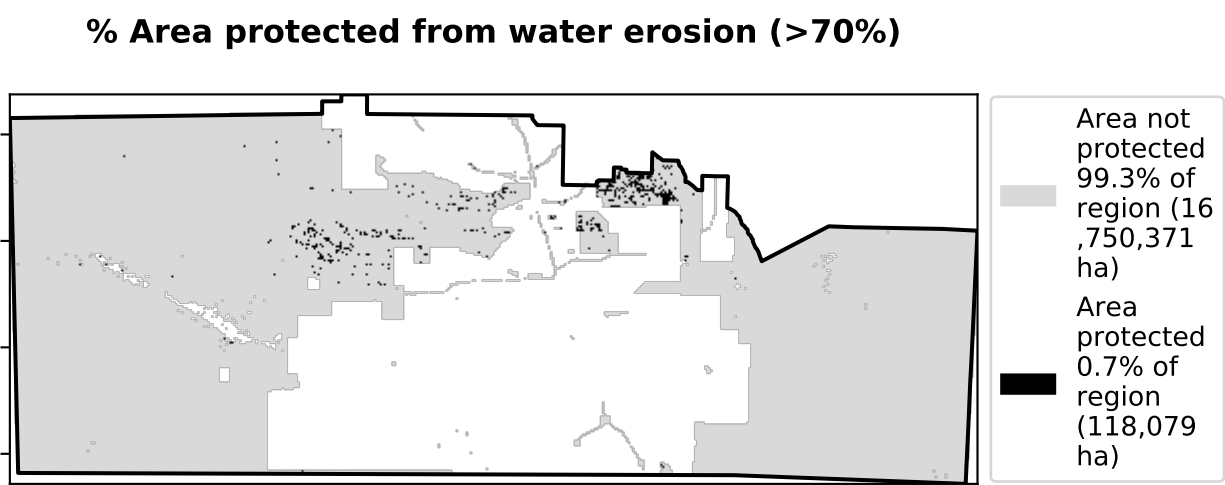 % Area protected from water erosion (>70%)
Area not
protected
99.3% of
region (16
,750,371
ha)
Area
protected
0.7% of
region
(118,079
ha)